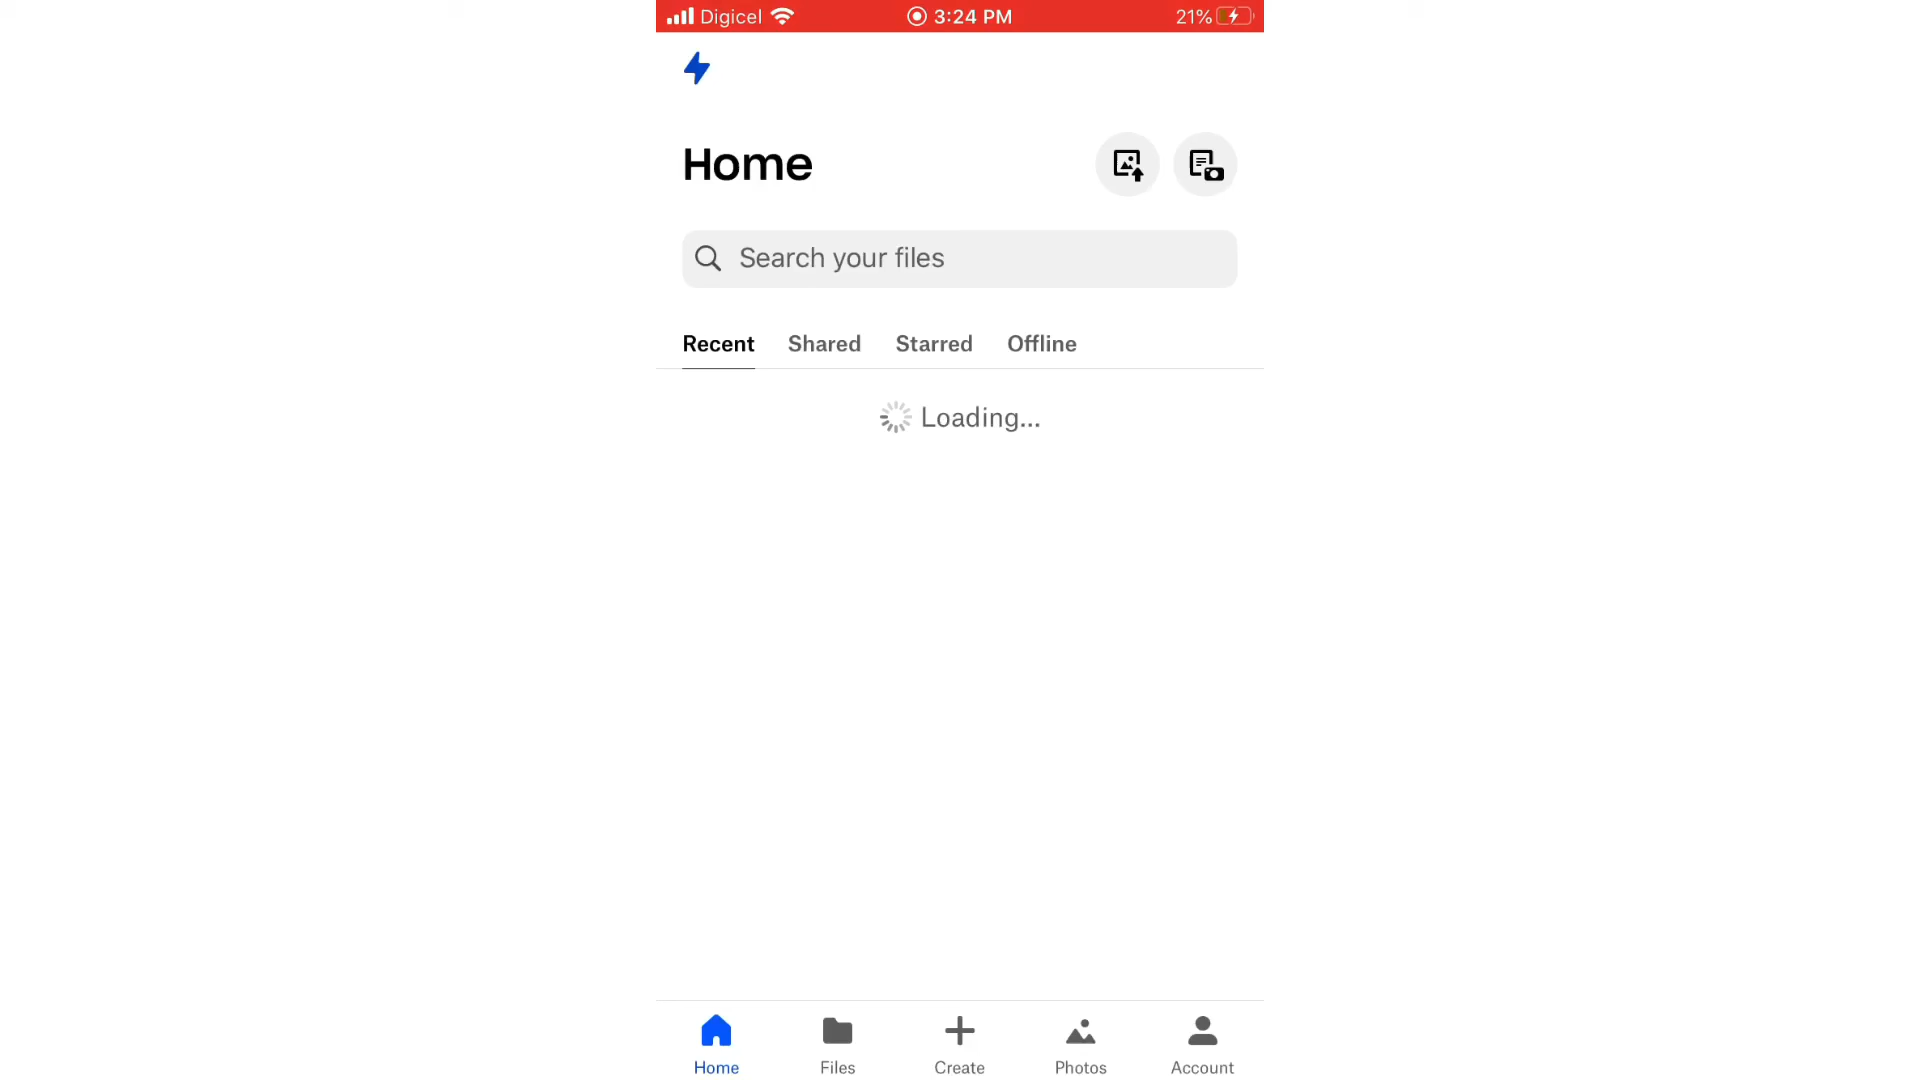 Digicel 3:24 PM 21%
Home
Search your files
Recent Shared Starred Offline
Loading...
Home Files Create Photos Account